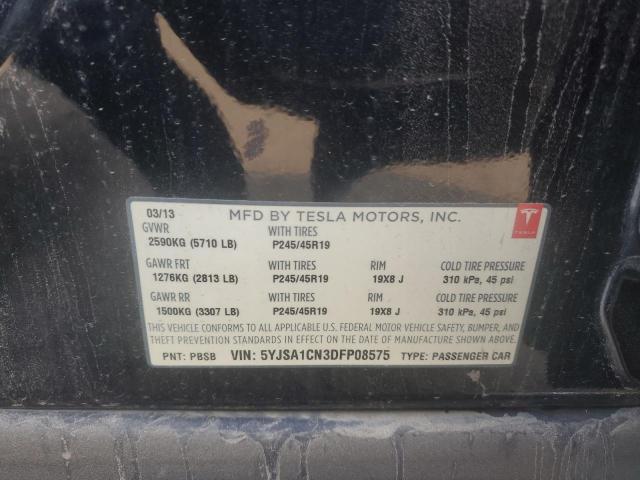 03/13 MFD BY TESLA MOTORS, INC.
TESLA
GVWR WITH TIRES
2590KG (5710 LB) P245/45R19
GAWR FRT WITH TIRES RIM COLD TIRE PRESSURE
1276KG (2813 LB) P245/45R19 19X8 J 310 kPa, 45 psi
GAWR RR WITH TIRES RIM COLD TIRE PRESSURE
1500KG (3307 LB) P245/45R19 19X8 J 310 kPa, 45 psi
THIS VEHICLE CONFORMS TO ALL APPLICABLE U.S. FEDERAL MOTOR VEHICLE SAFETY, BUMPER, AND
THEFT PREVENTION STANDARDS IN EFFECT ON THE DATE OF MANUFACTURE SHOWN ABOVE.
PNT: PBSB VIN: 5YJSA1CN3DFP08575 TYPE: PASSENGER CAR